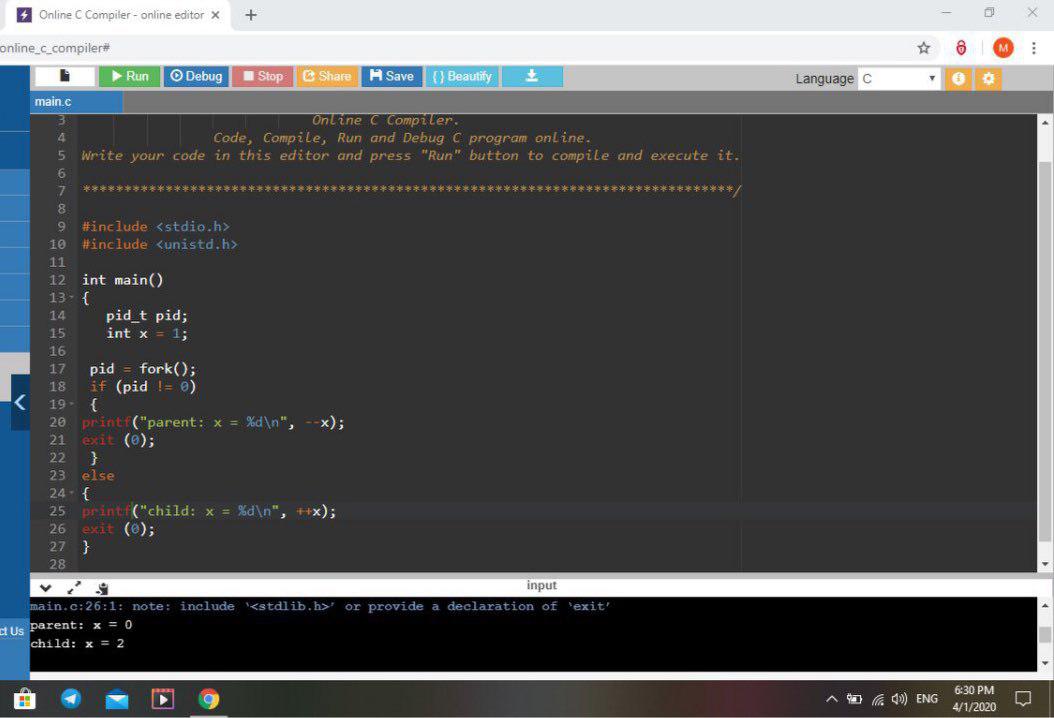 Online C Compiler - online editor
online_c_compiler#
M
Run Debug Stop Share Save { } Beautify Language C
main.c
3 Online C Compiler.
4 Code, Compile, Run and Debug C program online.
5 Write your code in this editor and press "Run" button to compile and execute it.
6
7 *******************************************************************************/
8
9 #include <stdio.h>
10 #include <unistd.h>
11
12 int main()
13 {
14 pid_t pid;
15 int x = 1;
16
17 pid = fork();
18 if (pid != 0)
19 {
20 printf("parent: x = %d\n", --x);
21 exit (0);
22 }
23 else
24 {
25 printf("child: x = %d\n", ++x);
26 exit (0);
27 }
28
input
main.c:26:1: note: include ‘<stdlib.h>’ or provide a declaration of ‘exit’
ct Us
parent: x = 0
child: x = 2
ENG
6:30 PM
4/1/2020